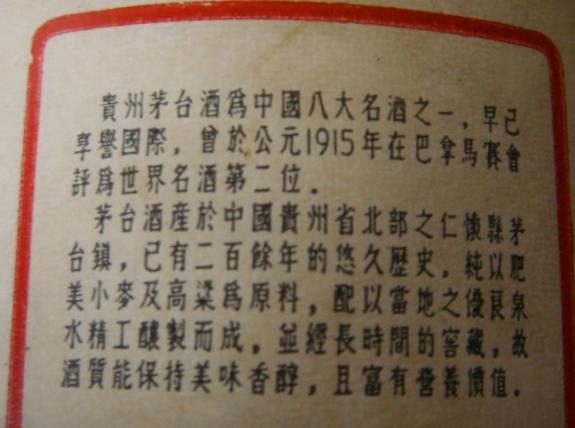 貴州茅台酒爲中國八大名酒之一，早已
享譽國際，曾於公元1915年在巴拿馬賽會
評爲世界名酒第二位．
茅台酒産於中國貴州省北部之仁懷縣茅
台鎮，已有二百餘年的悠久歷史，純以肥
美小麥及高粱爲原料，配以當地之優良泉
水精工釀製而成，並經長時間的窖藏，故
酒質能保持美味香醇，且富有營養價值．